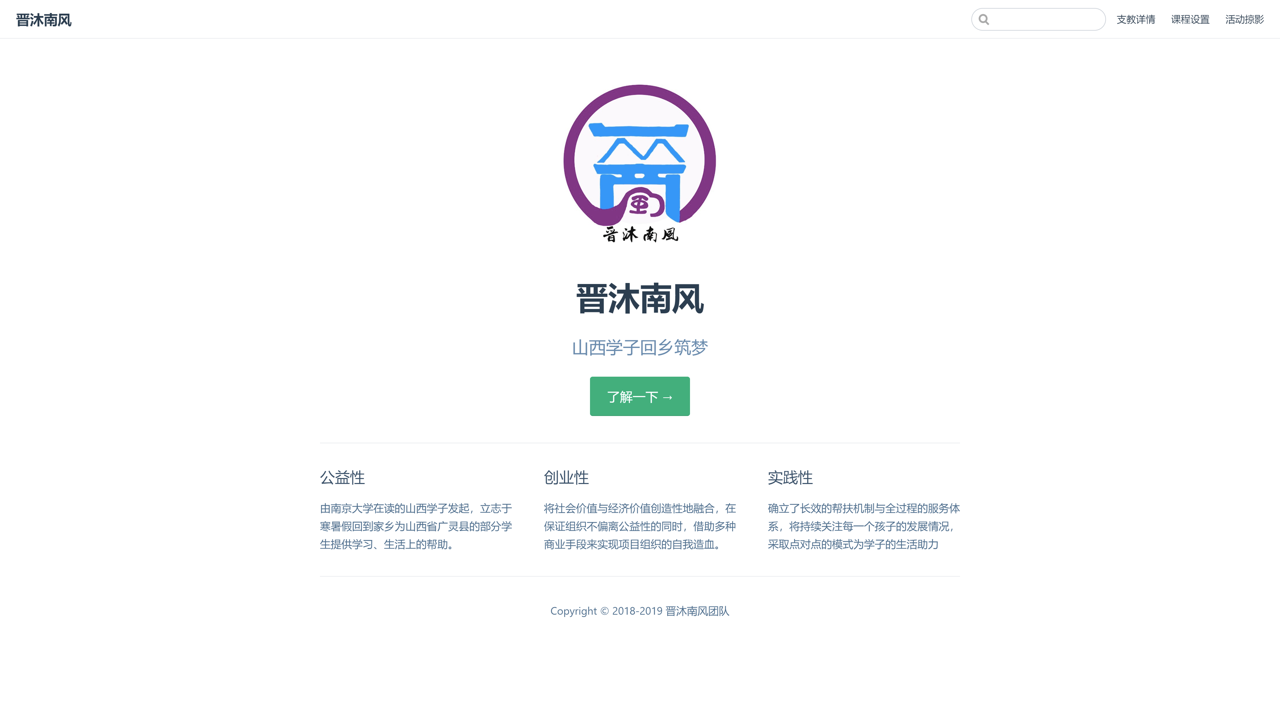 晋沐南风
支教详情 课程设置 活动掠影
晋沐南風
晋沐南风
山西学子回乡筑梦
了解一下 →
公益性
由南京大学在读的山西学子发起，立志于
寒暑假回到家乡为山西省广灵县的部分学
生提供学习、生活上的帮助。
创业性
将社会价值与经济价值创造性地融合，在
保证组织不偏离公益性的同时，借助多种
商业手段来实现项目组织的自我造血。
实践性
确立了长效的帮扶机制与全过程的服务体
系，将持续关注每一个孩子的发展情况，
采取点对点的模式为学子的生活助力
Copyright © 2018-2019 晋沐南风团队